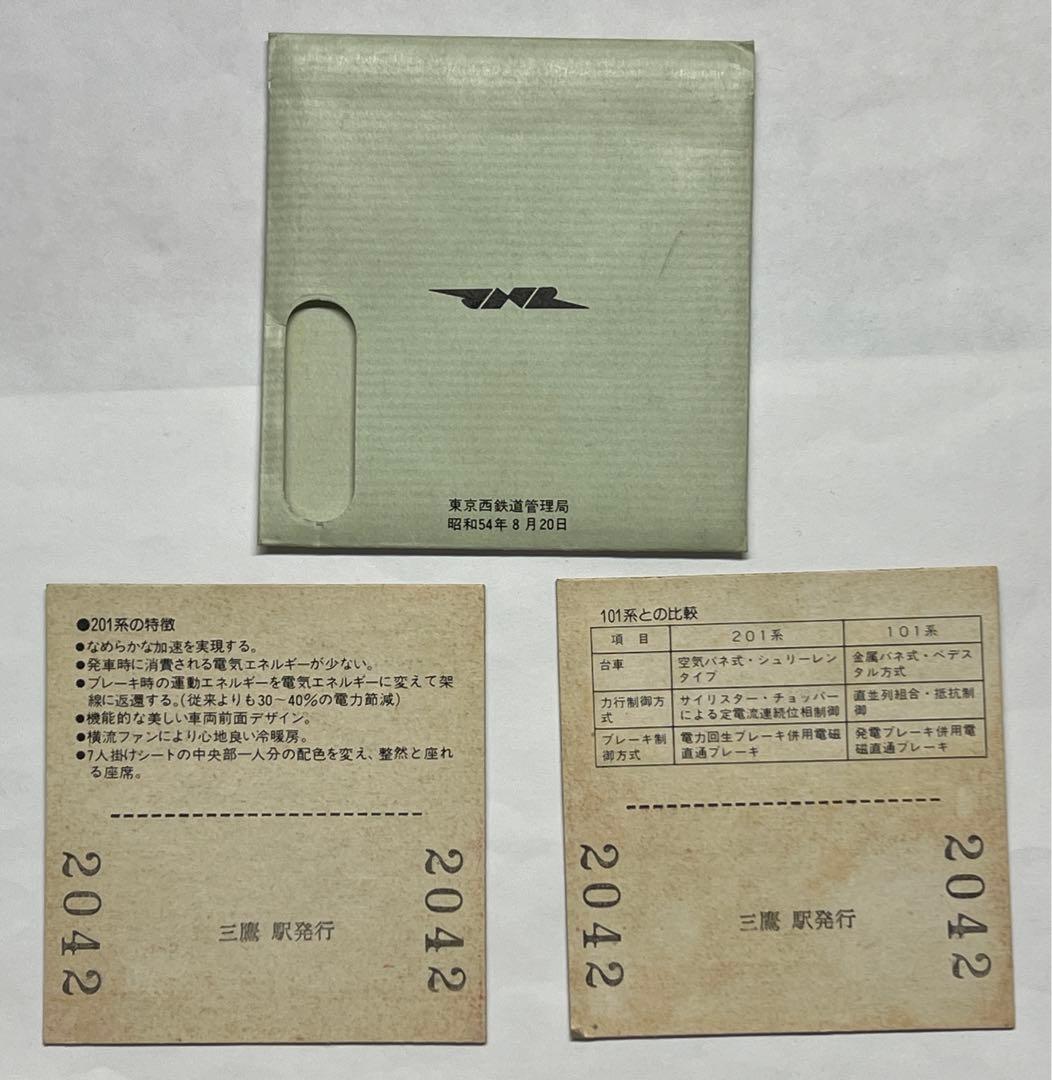 JNR
東京西鉄道管理局
昭和54年8月20日
●201系の特徴
●なめらかな加速を実現する。
●発車時に消費される電気エネルギーが少ない。
●ブレーキ時の運動エネルギーを電気エネルギーに変えて架
線に返還する。(従来よりも30〜40%の電力節減)
●機能的な美しい車両前面デザイン。
●横流ファンにより心地良い冷暖房。
●7人掛けシートの中央部一人分の配色を変え、整然と座れ
る座席。
2042
三鷹 駅発行
2042
101系との比較
項 目 201系 101系
台車 空気バネ式・シュリーレン 金属バネ式・ペデス
タイプ タル方式
力行制御方 サイリスター・チョッパー 直並列組合・抵抗制
式 による定電流連続位相制御 御
ブレーキ制 電力回生ブレーキ併用電磁 発電ブレーキ併用電
御方式 直通ブレーキ 磁直通ブレーキ
2042
三鷹 駅発行
2042